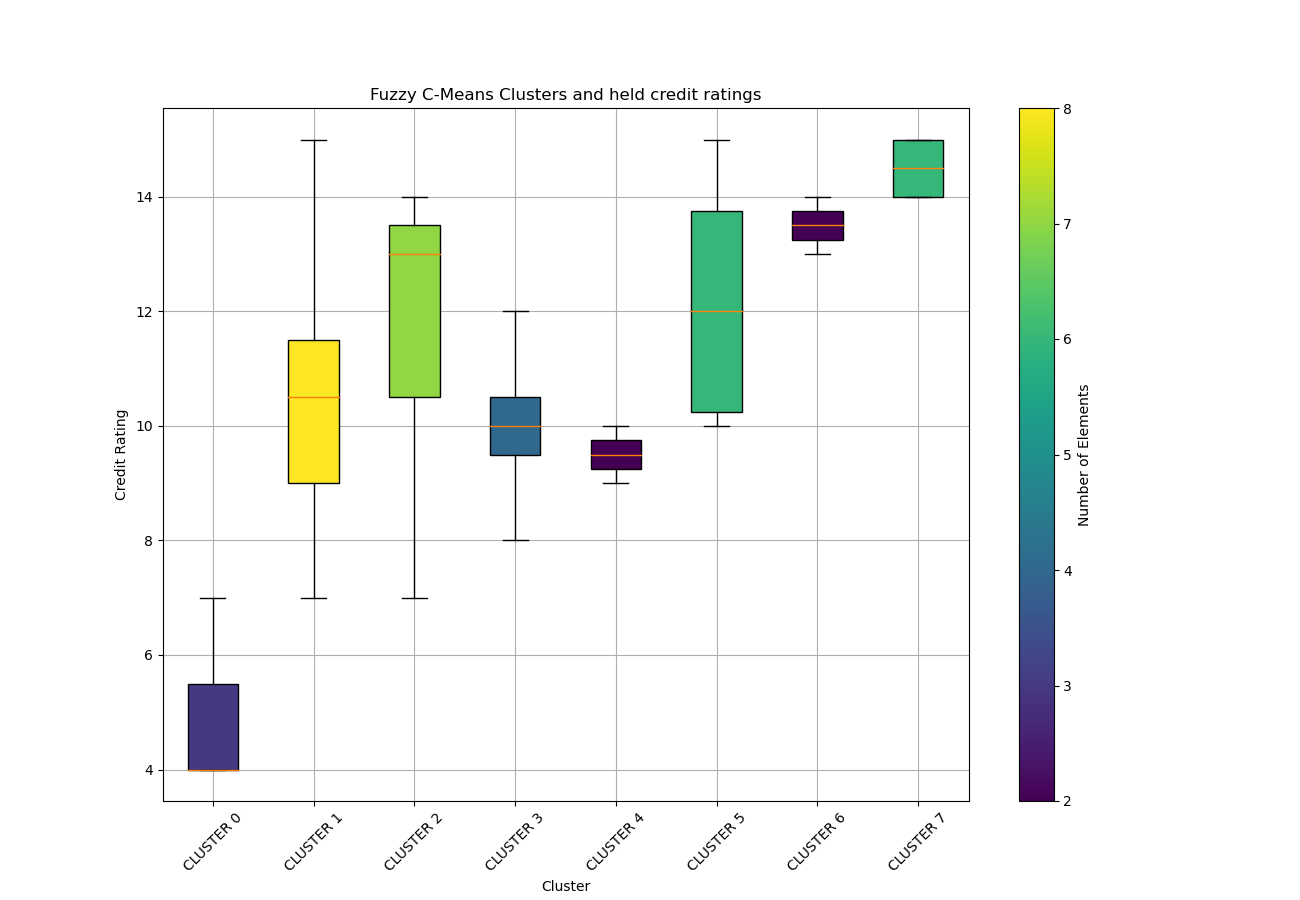 Fuzzy C-Means Clusters and held credit ratings
Credit Rating
14
12
10
8
6
4
CLUSTER 0
CLUSTER 1
CLUSTER 2
CLUSTER 3
CLUSTER 4
CLUSTER 5
CLUSTER 6
CLUSTER 7
Cluster
8
7
6
5
4
3
2
Number of Elements